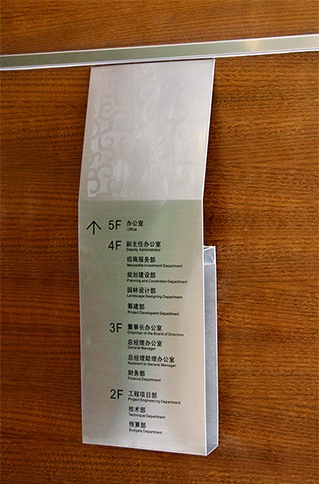 ↑ 5F 办公室
Office
4F 副主任办公室
Deputy Administrator
招商服务部
Mercantile Investment Department
规划建设部
Planning and Constrution Department
园林设计部
Landscape Designing Department
筹建部
Project Development Department
3F 董事长办公室
Chairman of the Board of Directors
总经理办公室
General Manager
总经理助理办公室
Assistant to General Manager
财务部
Finance Department
2F 工程项目部
Project Engineering Department
技术部
Technique Department
预算部
Budgets Department